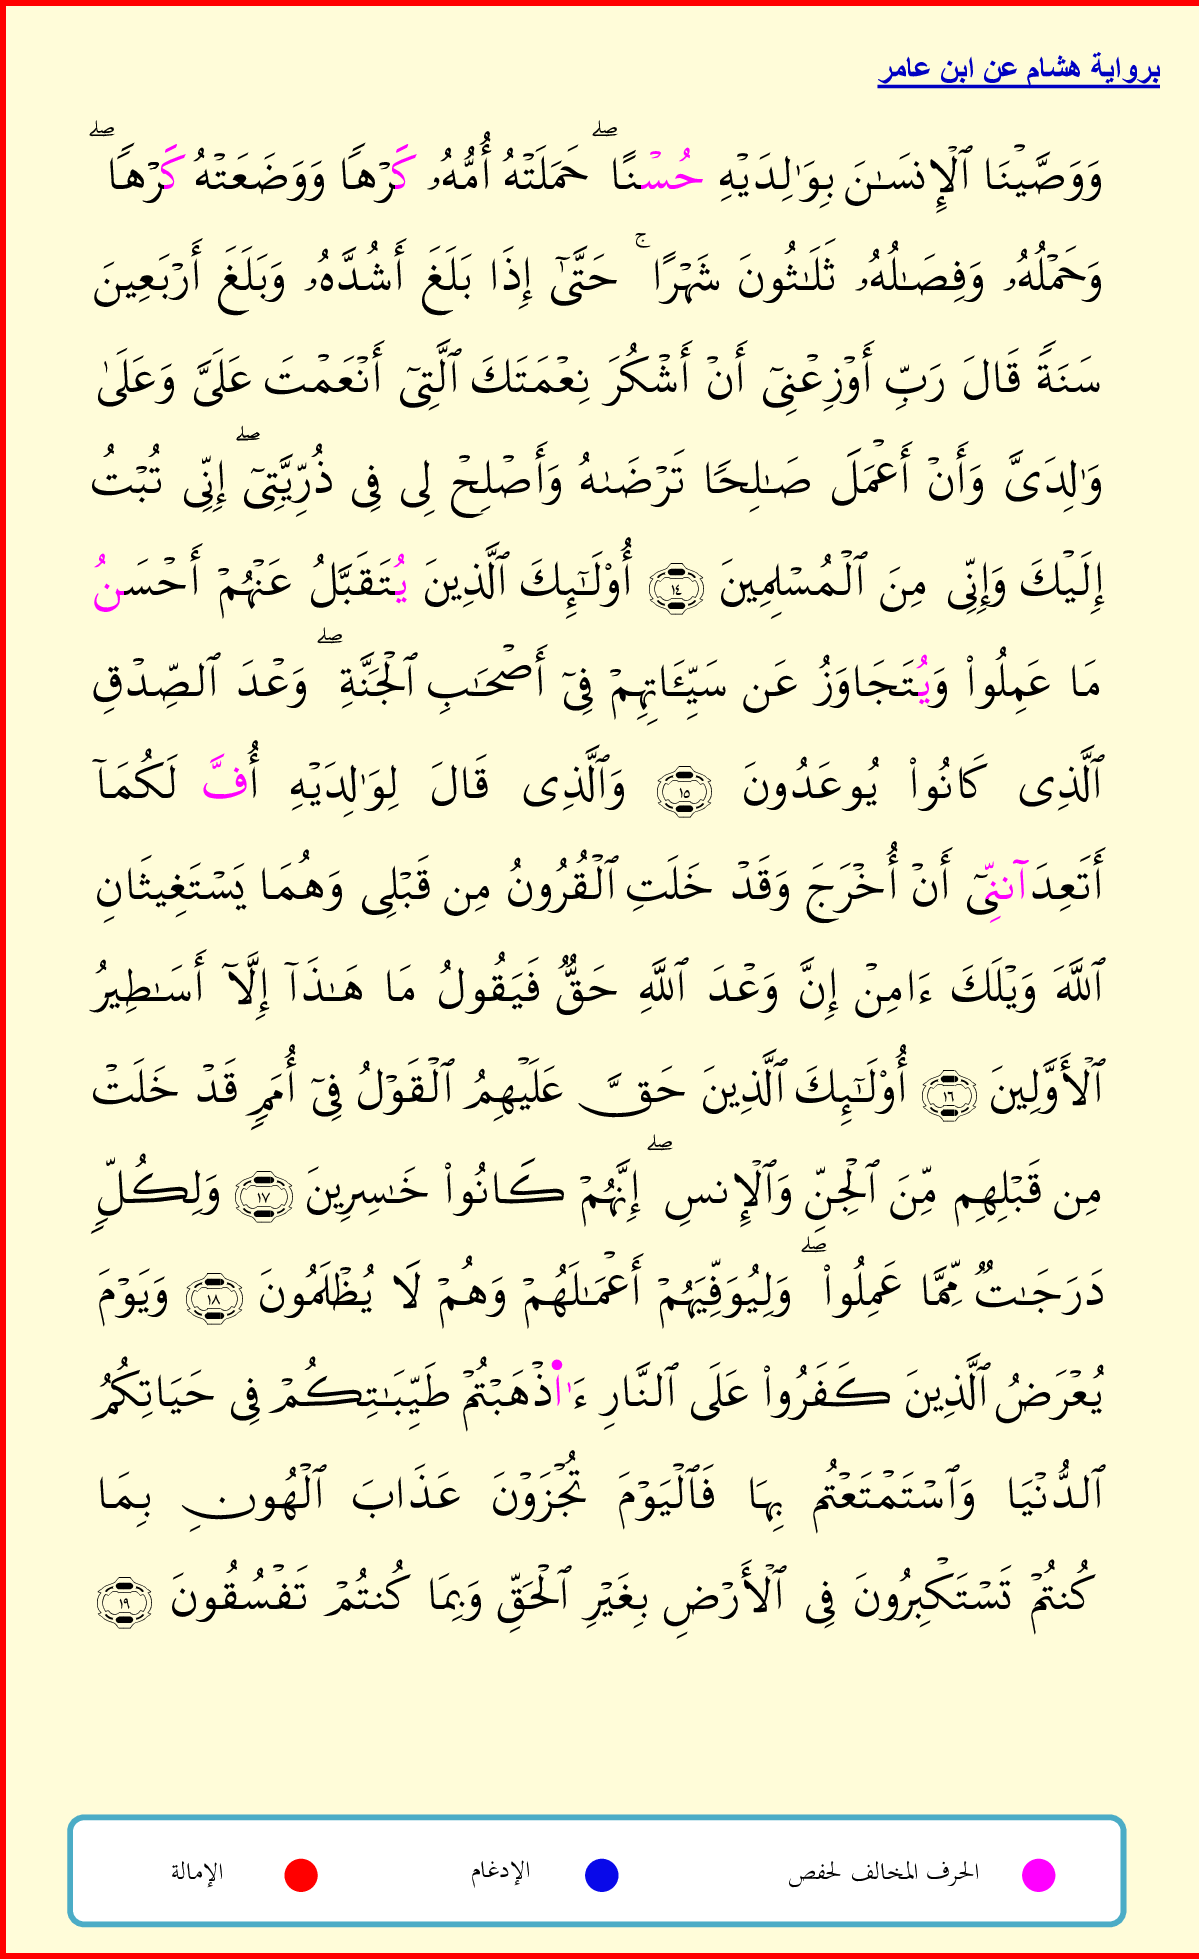 برواية هشام عن ابن عامر
وَوَصَّيْنَا ٱلْإِنسَـٰنَ بِوَٰلِدَيْهِ حُسْنًا ۖ حَمَلَتْهُ أُمُّهُۥ كَرْهًا وَوَضَعَتْهُ كَرْهًا ۖ
وَحَمْلُهُۥ وَفِصَـٰلُهُۥ ثَلَـٰثُونَ شَهْرًا ۚ حَتَّىٰٓ إِذَا بَلَغَ أَشُدَّهُۥ وَبَلَغَ أَرْبَعِينَ
سَنَةً قَالَ رَبِّ أَوْزِعْنِىٓ أَنْ أَشْكُرَ نِعْمَتَكَ ٱلَّتِىٓ أَنْعَمْتَ عَلَىَّ وَعَلَىٰ
وَٰلِدَىَّ وَأَنْ أَعْمَلَ صَـٰلِحًا تَرْضَىٰهُ وَأَصْلِحْ لِى فِى ذُرِّيَّتِىٓ ۖ إِنِّى تُبْتُ
إِلَيْكَ وَإِنِّى مِنَ ٱلْمُسْلِمِينَ ١٤ أُو۟لَـٰٓئِكَ ٱلَّذِينَ يُتَقَبَّلُ عَنْهُمْ أَحْسَنُ
مَا عَمِلُوا۟ وَيُتَجَاوَزُ عَن سَيِّـَٔاتِهِمْ فِىٓ أَصْحَـٰبِ ٱلْجَنَّةِ ۖ وَعْدَ ٱلصِّدْقِ
ٱلَّذِى كَانُوا۟ يُوعَدُونَ ١٥ وَٱلَّذِى قَالَ لِوَٰلِدَيْهِ أُفَّ لَكُمَآ
أَتَعِدَآنِّىٓ أَنْ أُخْرَجَ وَقَدْ خَلَتِ ٱلْقُرُونُ مِن قَبْلِى وَهُمَا يَسْتَغِيثَانِ
ٱللَّهَ وَيْلَكَ ءَامِنْ إِنَّ وَعْدَ ٱللَّهِ حَقٌّ فَيَقُولُ مَا هَـٰذَآ إِلَّآ أَسَـٰطِيرُ
ٱلْأَوَّلِينَ ١٦ أُو۟لَـٰٓئِكَ ٱلَّذِينَ حَقَّ عَلَيْهِمُ ٱلْقَوْلُ فِىٓ أُمَمٍ قَدْ خَلَتْ
مِن قَبْلِهِم مِّنَ ٱلْجِنِّ وَٱلْإِنسِ ۖ إِنَّهُمْ كَانُوا۟ خَـٰسِرِينَ ١٧ وَلِكُلٍّ
دَرَجَـٰتٌ مِّمَّا عَمِلُوا۟ ۖ وَلِيُوَفِّيَهُمْ أَعْمَـٰلَهُمْ وَهُمْ لَا يُظْلَمُونَ ١٨ وَيَوْمَ
يُعْرَضُ ٱلَّذِينَ كَفَرُوا۟ عَلَى ٱلنَّارِ ءَٰا۬ذْهَبْتُمْ طَيِّبَـٰتِكُمْ فِى حَيَاتِكُمُ
ٱلدُّنْيَا وَٱسْتَمْتَعْتُم بِهَا فَٱلْيَوْمَ تُجْزَوْنَ عَذَابَ ٱلْهُونِ بِمَا
كُنتُمْ تَسْتَكْبِرُونَ فِى ٱلْأَرْضِ بِغَيْرِ ٱلْحَقِّ وَبِمَا كُنتُمْ تَفْسُقُونَ ١٩
الحرف المخالف لحفص الإدغام الإمالة